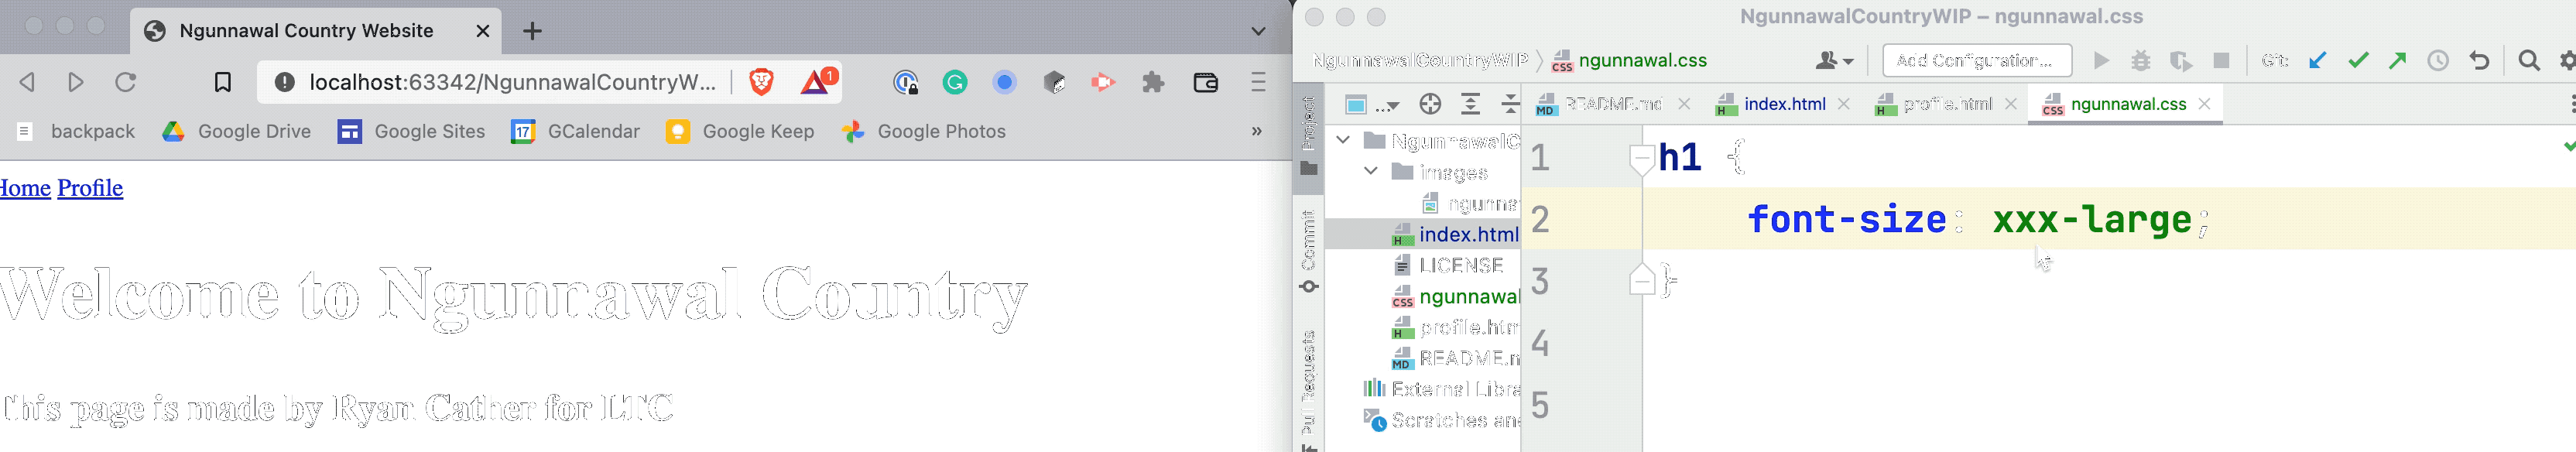 Ngunnawal Country Website
localhost:63342/NgunnawalCountryW...
1
backpack Google Drive Google Sites 17 GCalendar Google Keep Google Photos »
Home Profile
Welcome to Ngunnawal Country
This page is made by Ryan Cather for LTC
NgunnawalCountryWIP – ngunnawal.css
NgunnawalCountryWIP ngunnawal.css Add Configuration... Git:
README.md index.html profile.html ngunnawal.css
Project
Commit
Pull Requests
NgunnawalC
images
ngunna
index.html
LICENSE
ngunnawal
profile.htm
README.m
External Libra
Scratches and
1 h1 {
2 font-size: xxx-large;
3 }
4
5